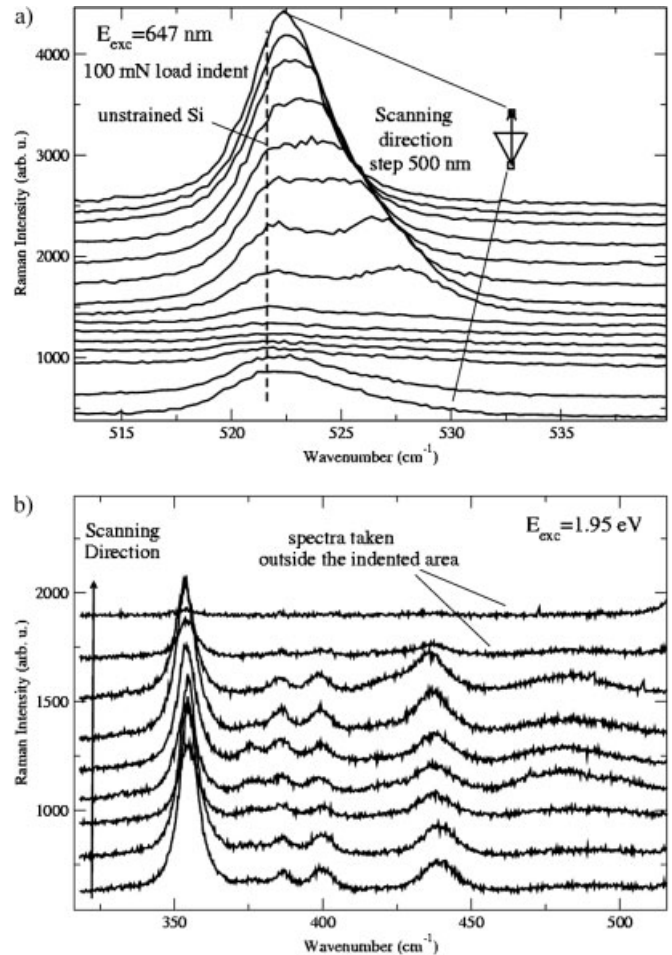 a)
E_exc=647 nm
100 mN load indent
unstrained Si
Scanning
direction
step 500 nm
Raman Intensity (arb. u.)
4000
3000
2000
1000
515
520
525
530
535
Wavenumber (cm⁻¹)
b)
Scanning
Direction
spectra taken
outside the indented area
E_exc=1.95 eV
Raman Intensity (arb. u.)
2000
1500
1000
350
400
450
500
Wavenumber (cm⁻¹)